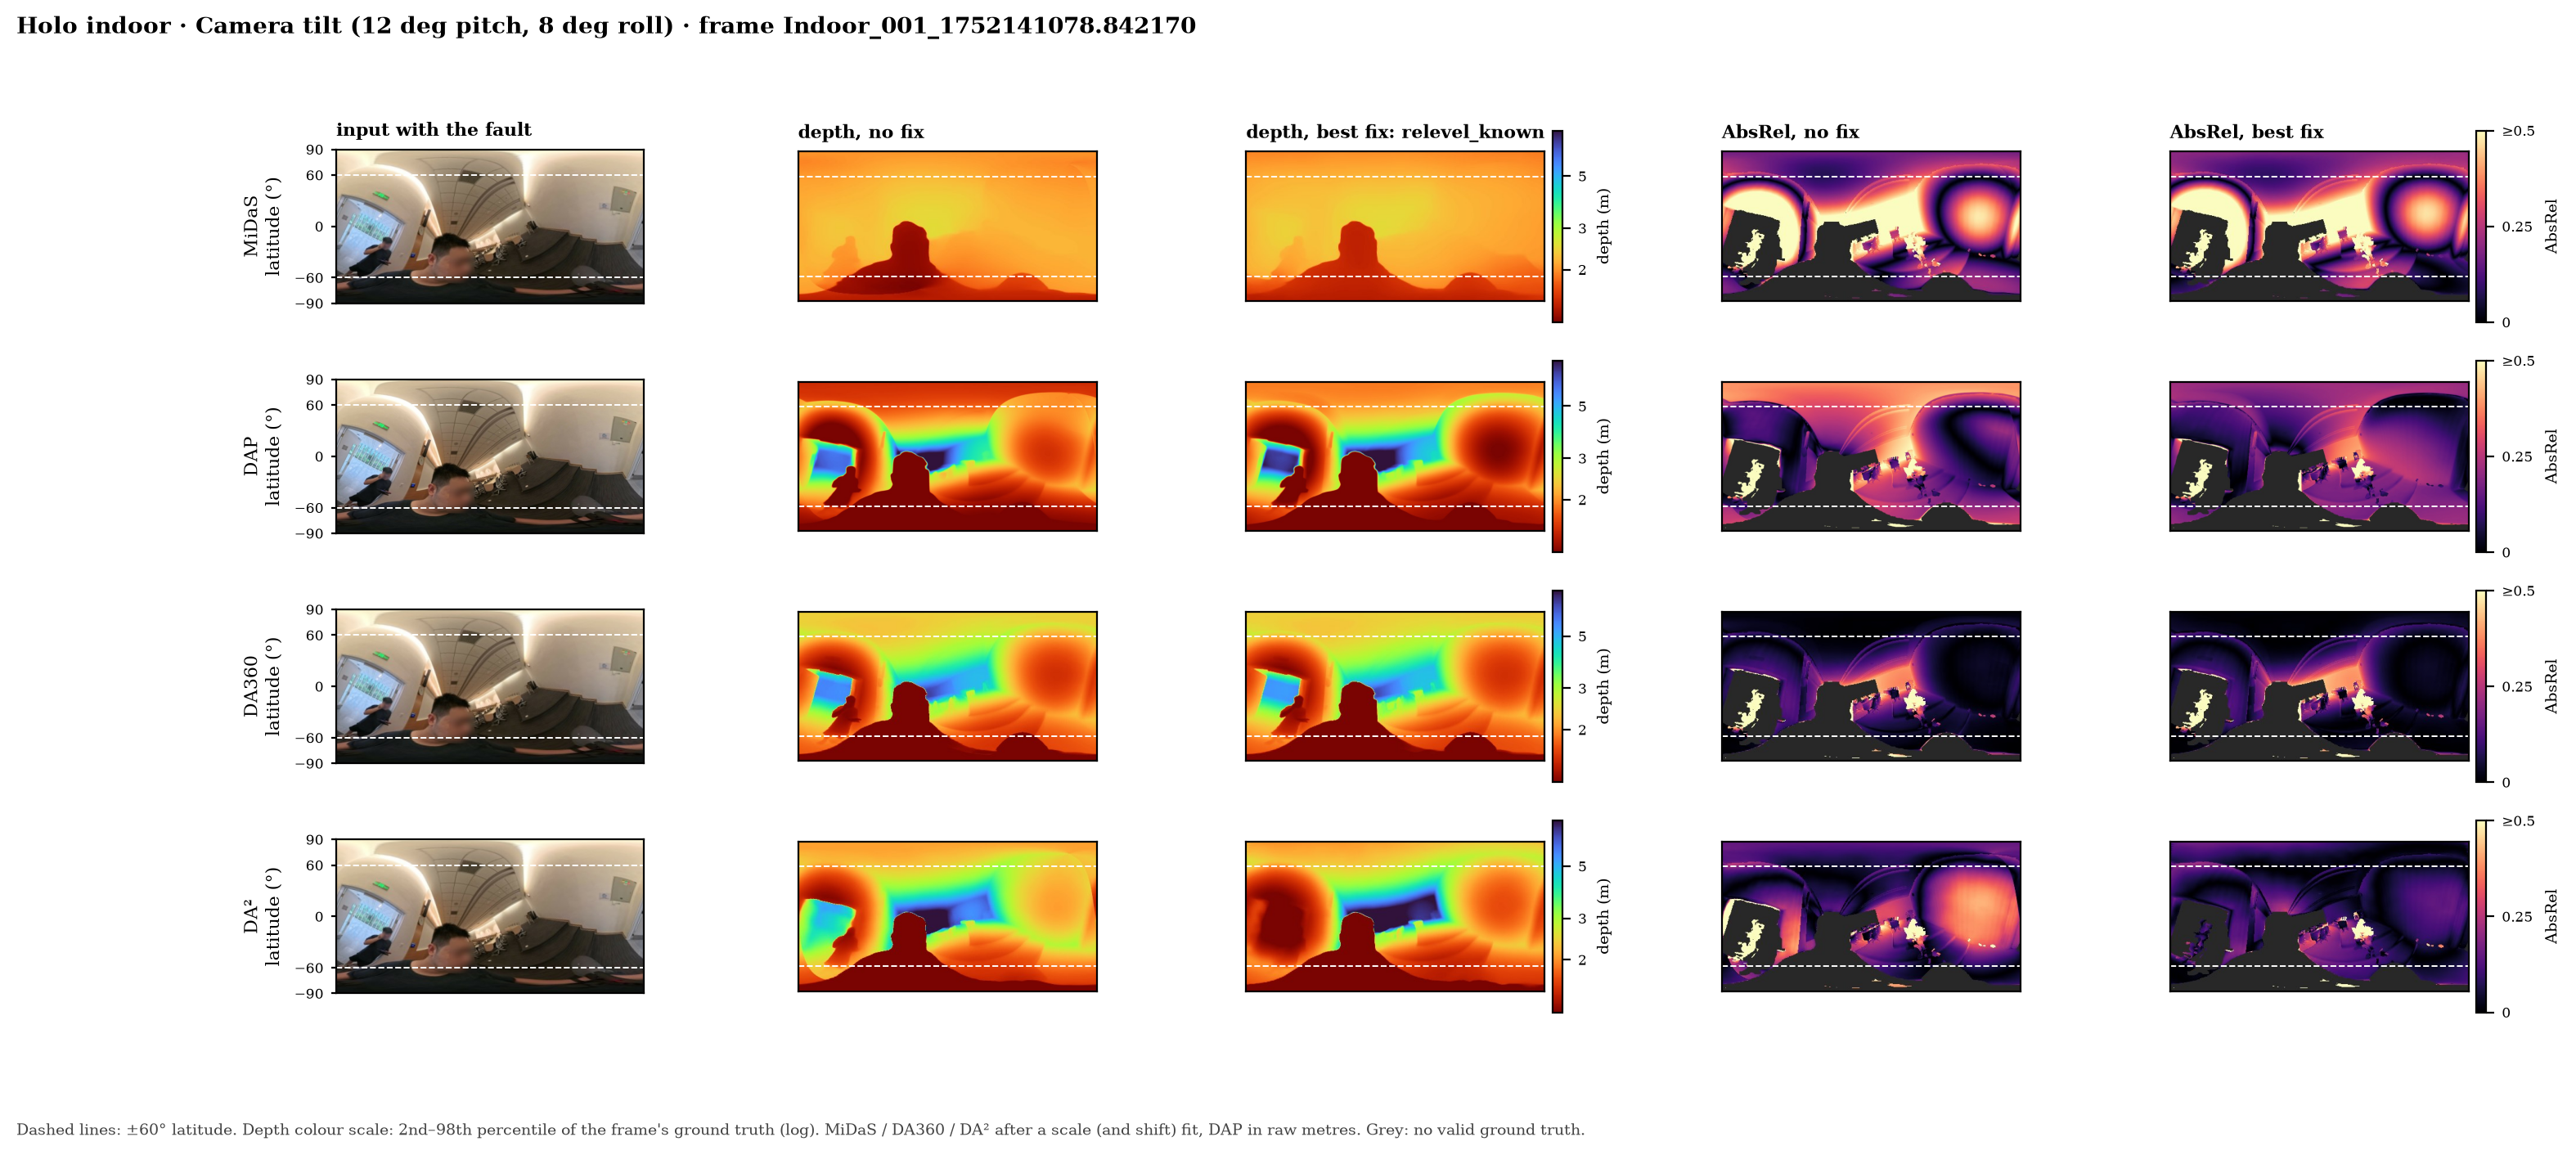 Holo indoor · Camera tilt (12 deg pitch, 8 deg roll) · frame Indoor_001_1752141078.842170
input with the fault
depth, no fix
depth, best fix: relevel_known
AbsRel, no fix
AbsRel, best fix
MiDaS
latitude (°)
90
60
0
−60
−90
5
3
2
depth (m)
≥0.5
0.25
0
AbsRel
DAP
latitude (°)
90
60
0
−60
−90
5
3
2
depth (m)
≥0.5
0.25
0
AbsRel
DA360
latitude (°)
90
60
0
−60
−90
5
3
2
depth (m)
≥0.5
0.25
0
AbsRel
DA²
latitude (°)
90
60
0
−60
−90
5
3
2
depth (m)
≥0.5
0.25
0
AbsRel
Dashed lines: ±60° latitude. Depth colour scale: 2nd–98th percentile of the frame's ground truth (log). MiDaS / DA360 / DA² after a scale (and shift) fit, DAP in raw metres. Grey: no valid ground truth.